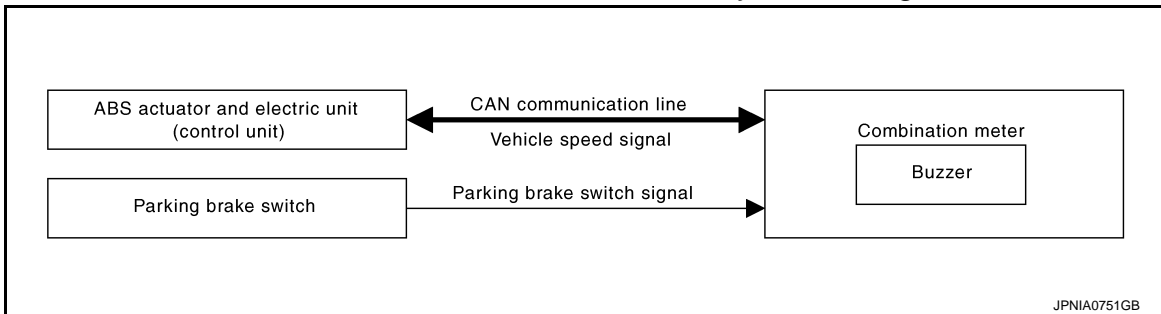 ABS actuator and electric unit
(control unit)
CAN communication line
Vehicle speed signal
Parking brake switch
Parking brake switch signal
Combination meter
Buzzer
JPNIA0751GB